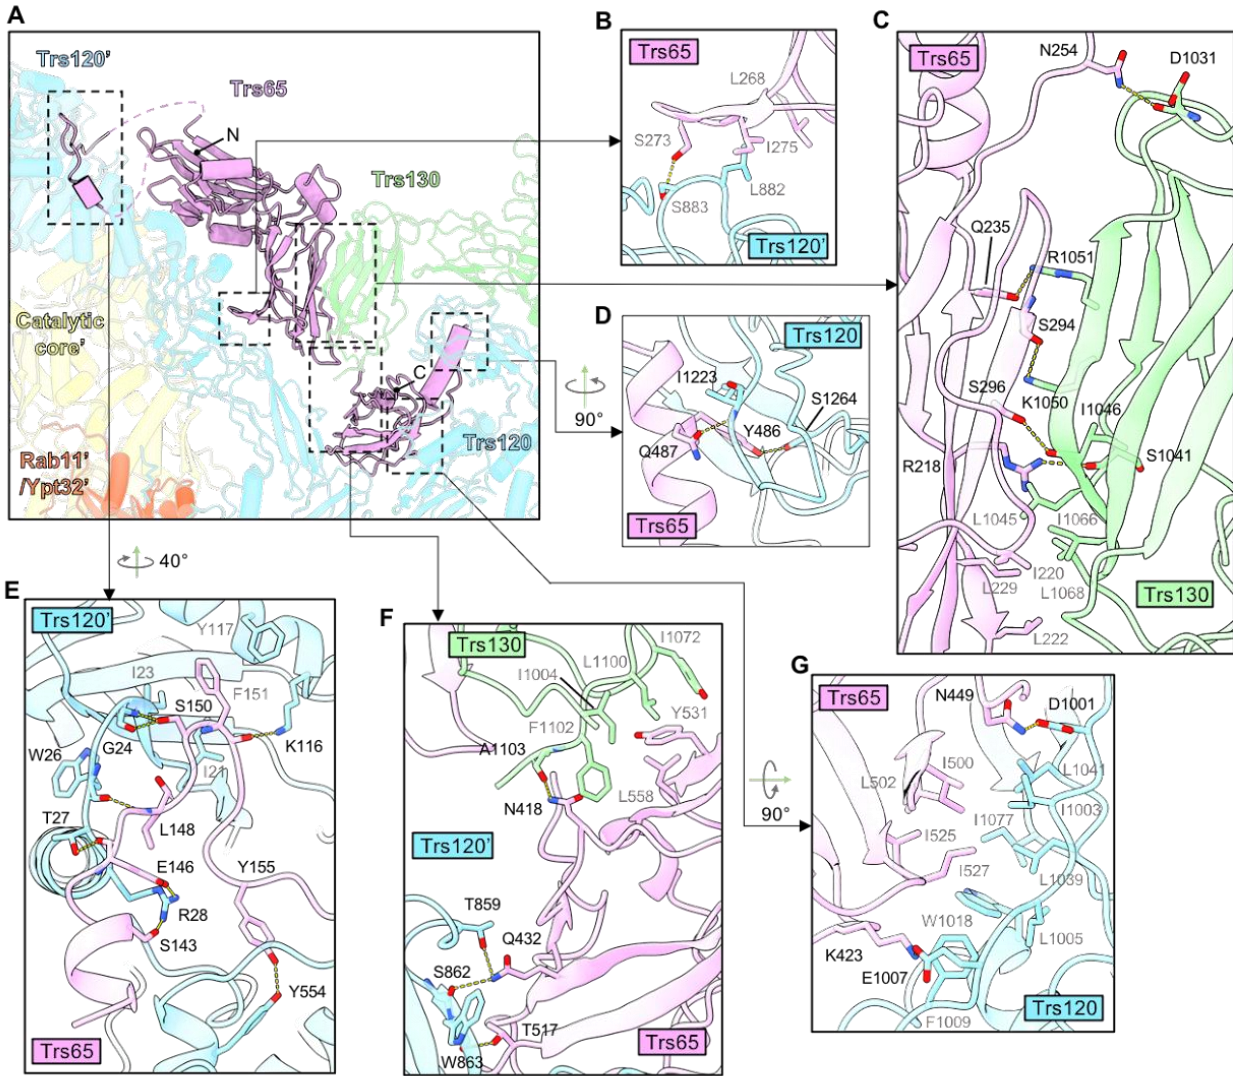 A
Trs120'
Trs65
N
Trs130
Catalytic
core'
C
Trs120
Rab11'
/Ypt32'
40°
90°
90°
B
Trs65
L268
S273
I275
L882
S883
Trs120'
C
Trs65
N254
D1031
Q235
R1051
S294
K1050
S296
I1046
R218
S1041
L1045
I1066
I220
L229
L1068
L222
Trs130
D
Trs120
I1223
S1264
Y486
Q487
Trs65
E
Trs120'
Y117
I23
F151
S150
G24
K116
W26
I21
T27
L148
E146
Y155
R28
S143
Y554
Trs65
F
Trs130
I1072
L1100
I1004
F1102
Y531
A1103
L558
N418
Trs120'
T859
Q432
S862
T517
W863
Trs65
G
Trs65
N449
D1001
I500
L502
L1041
I1003
I1077
I525
I527
L1039
W1018
L1005
K423
E1007
F1009
Trs120